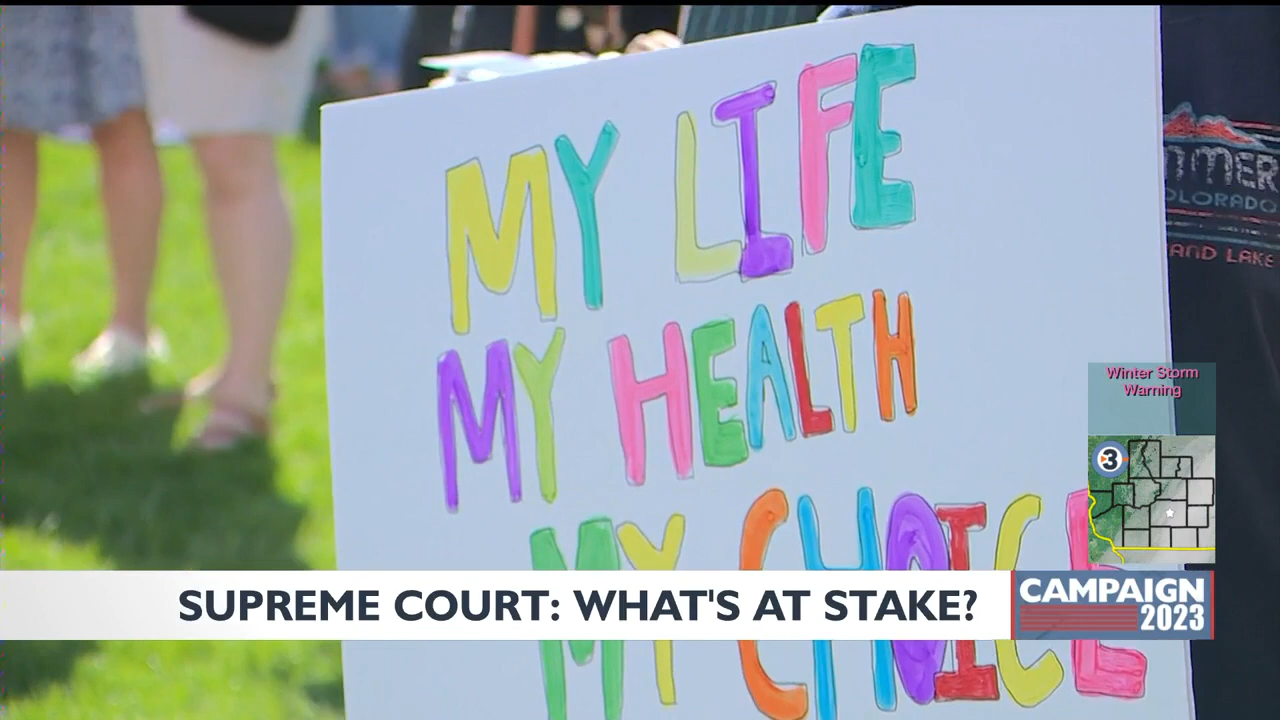 MY LIFE
MY HEALTH
MY CHOICE
COLORADO
Winter Storm
Warning
3
SUPREME COURT: WHAT'S AT STAKE?
CAMPAIGN
2023